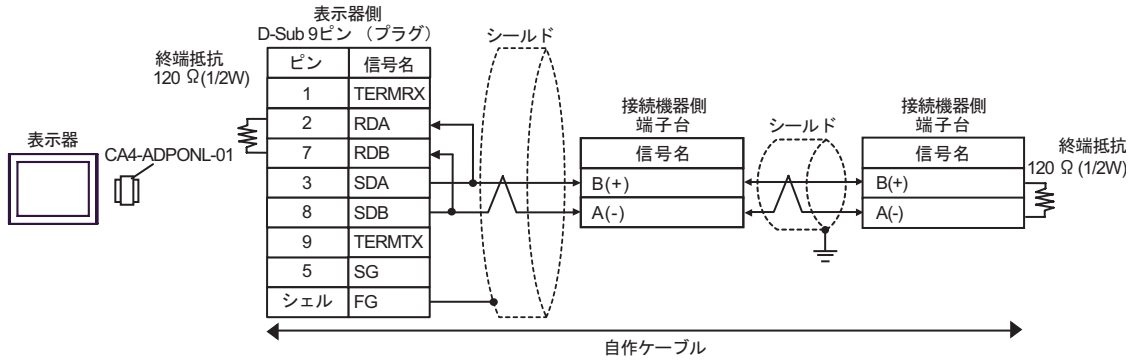 表示器側
D-Sub 9ピン （プラグ）
シールド
終端抵抗
120 Ω(1/2W)
ピン 信号名
1 TERMRX
2 RDA
7 RDB
3 SDA
8 SDB
9 TERMTX
5 SG
シェル FG
表示器
CA4-ADPONL-01
接続機器側
端子台
信号名
B(+)
A(-)
シールド
接続機器側
端子台
信号名
B(+)
A(-)
終端抵抗
120 Ω (1/2W)
自作ケーブル